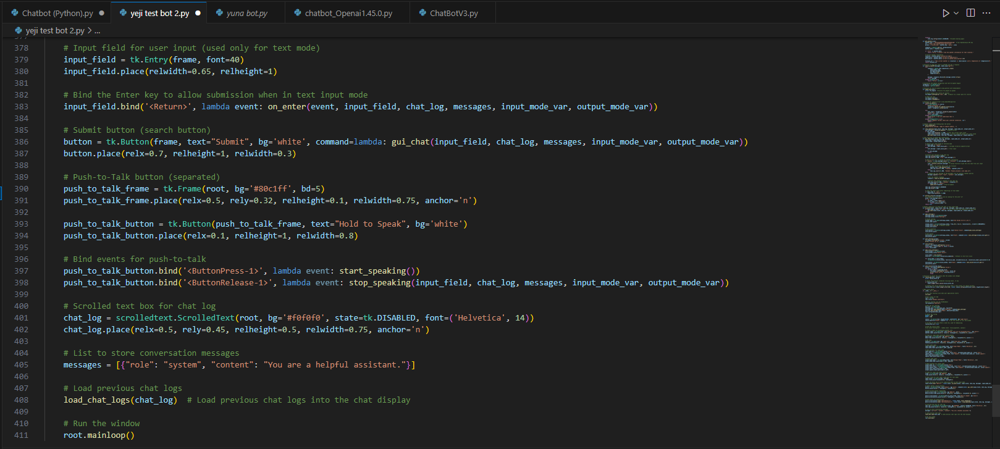 Chatbot (Python).py
yeji test bot 2.py
yuna bot.py
chatbot_Openai1.45.0.py
ChatBotV3.py
yeji test bot 2.py > ...
377
378 # Input field for user input (used only for text mode)
379 input_field = tk.Entry(frame, font=40)
380 input_field.place(relwidth=0.65, relheight=1)
381
382 # Bind the Enter key to allow submission when in text input mode
383 input_field.bind('<Return>', lambda event: on_enter(event, input_field, chat_log, messages, input_mode_var, output_mode_var))
384
385 # Submit button (search button)
386 button = tk.Button(frame, text="Submit", bg='white', command=lambda: gui_chat(input_field, chat_log, messages, input_mode_var, output_mode_var))
387 button.place(relx=0.7, relheight=1, relwidth=0.3)
388
389 # Push-to-Talk button (separated)
390 push_to_talk_frame = tk.Frame(root, bg='#80c1ff', bd=5)
391 push_to_talk_frame.place(relx=0.5, rely=0.32, relheight=0.1, relwidth=0.75, anchor='n')
392
393 push_to_talk_button = tk.Button(push_to_talk_frame, text="Hold to Speak", bg='white')
394 push_to_talk_button.place(relx=0.1, relheight=1, relwidth=0.8)
395
396 # Bind events for push-to-talk
397 push_to_talk_button.bind('<ButtonPress-1>', lambda event: start_speaking())
398 push_to_talk_button.bind('<ButtonRelease-1>', lambda event: stop_speaking(input_field, chat_log, messages, input_mode_var, output_mode_var))
399
400 # Scrolled text box for chat log
401 chat_log = scrolledtext.ScrolledText(root, bg='#f0f0f0', state=tk.DISABLED, font=('Helvetica', 14))
402 chat_log.place(relx=0.5, rely=0.45, relheight=0.5, relwidth=0.75, anchor='n')
403
404 # List to store conversation messages
405 messages = [{"role": "system", "content": "You are a helpful assistant."}]
406
407 # Load previous chat logs
408 load_chat_logs(chat_log)  # Load previous chat logs into the chat display
409
410 # Run the window
411 root.mainloop()